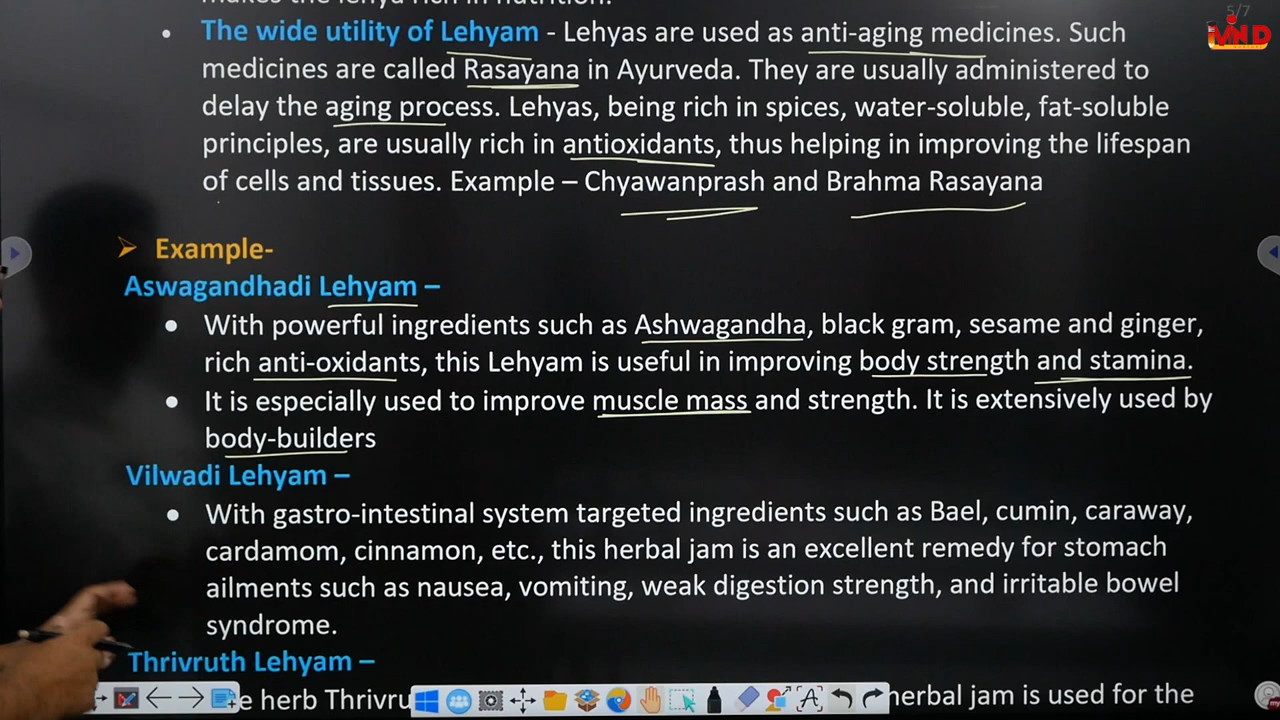 5/7
MIND
• The wide utility of Lehyam - Lehyas are used as anti-aging medicines. Such
medicines are called Rasayana in Ayurveda. They are usually administered to
delay the aging process. Lehyas, being rich in spices, water-soluble, fat-soluble
principles, are usually rich in antioxidants, thus helping in improving the lifespan
of cells and tissues. Example – Chyawanprash and Brahma Rasayana
➢ Example-
Aswagandhadi Lehyam –
• With powerful ingredients such as Ashwagandha, black gram, sesame and ginger,
rich anti-oxidants, this Lehyam is useful in improving body strength and stamina.
• It is especially used to improve muscle mass and strength. It is extensively used by
body-builders
Vilwadi Lehyam –
• With gastro-intestinal system targeted ingredients such as Bael, cumin, caraway,
cardamom, cinnamon, etc., this herbal jam is an excellent remedy for stomach
ailments such as nausea, vomiting, weak digestion strength, and irritable bowel
syndrome.
Thrivruth Lehyam –
herb Thrivru herbal jam is used for the